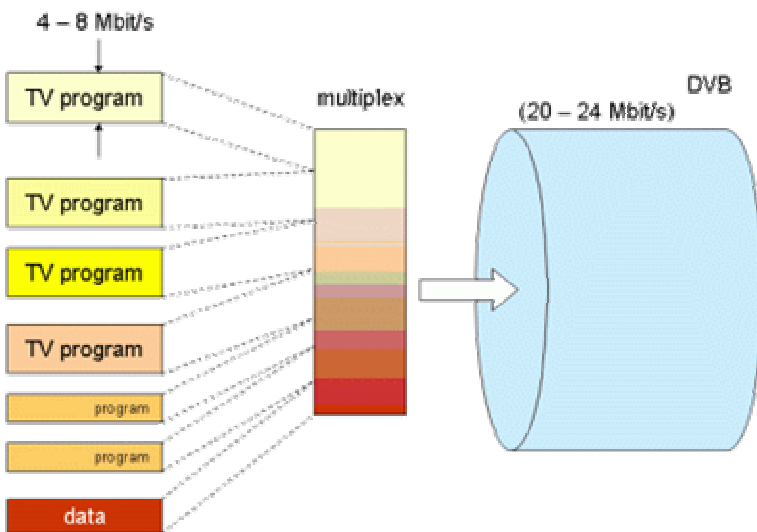 4 – 8 Mbit/s
TV program
multiplex
DVB
(20 – 24 Mbit/s)
TV program
TV program
TV program
program
program
data